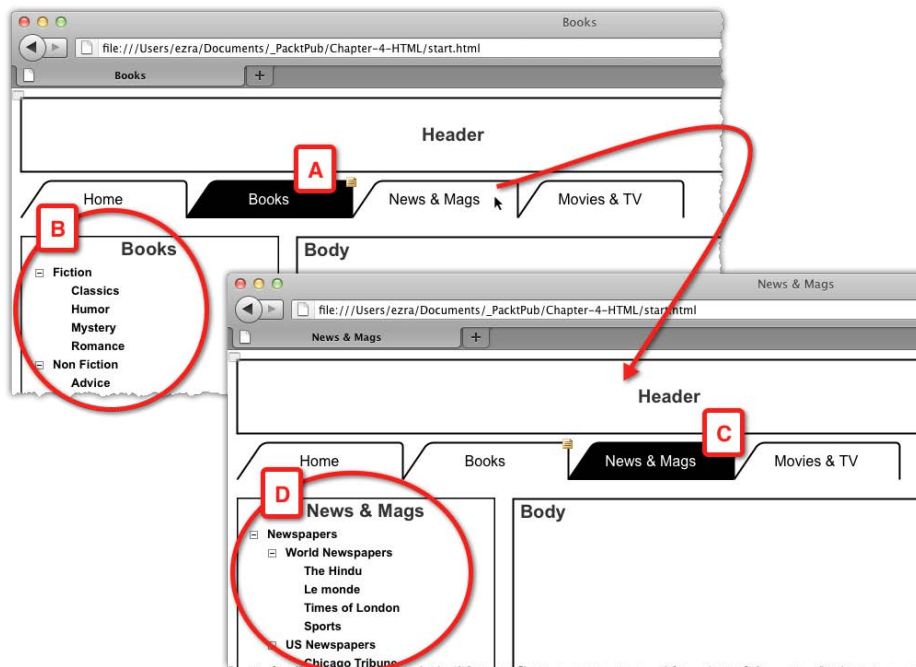 Books
file:///Users/ezra/Documents/_PacktPub/Chapter-4-HTML/start.html
Books
+
Header
A
Home
Books
News & Mags
Movies & TV
B
Books
Fiction
Classics
Humor
Mystery
Romance
Non Fiction
Advice
Body
News & Mags
file:///Users/ezra/Documents/_PacktPub/Chapter-4-HTML/start.html
News & Mags
+
Header
C
Home
Books
News & Mags
Movies & TV
D
News & Mags
Newspapers
World Newspapers
The Hindu
Le monde
Times of London
Sports
US Newspapers
Chicago Tribune
Body